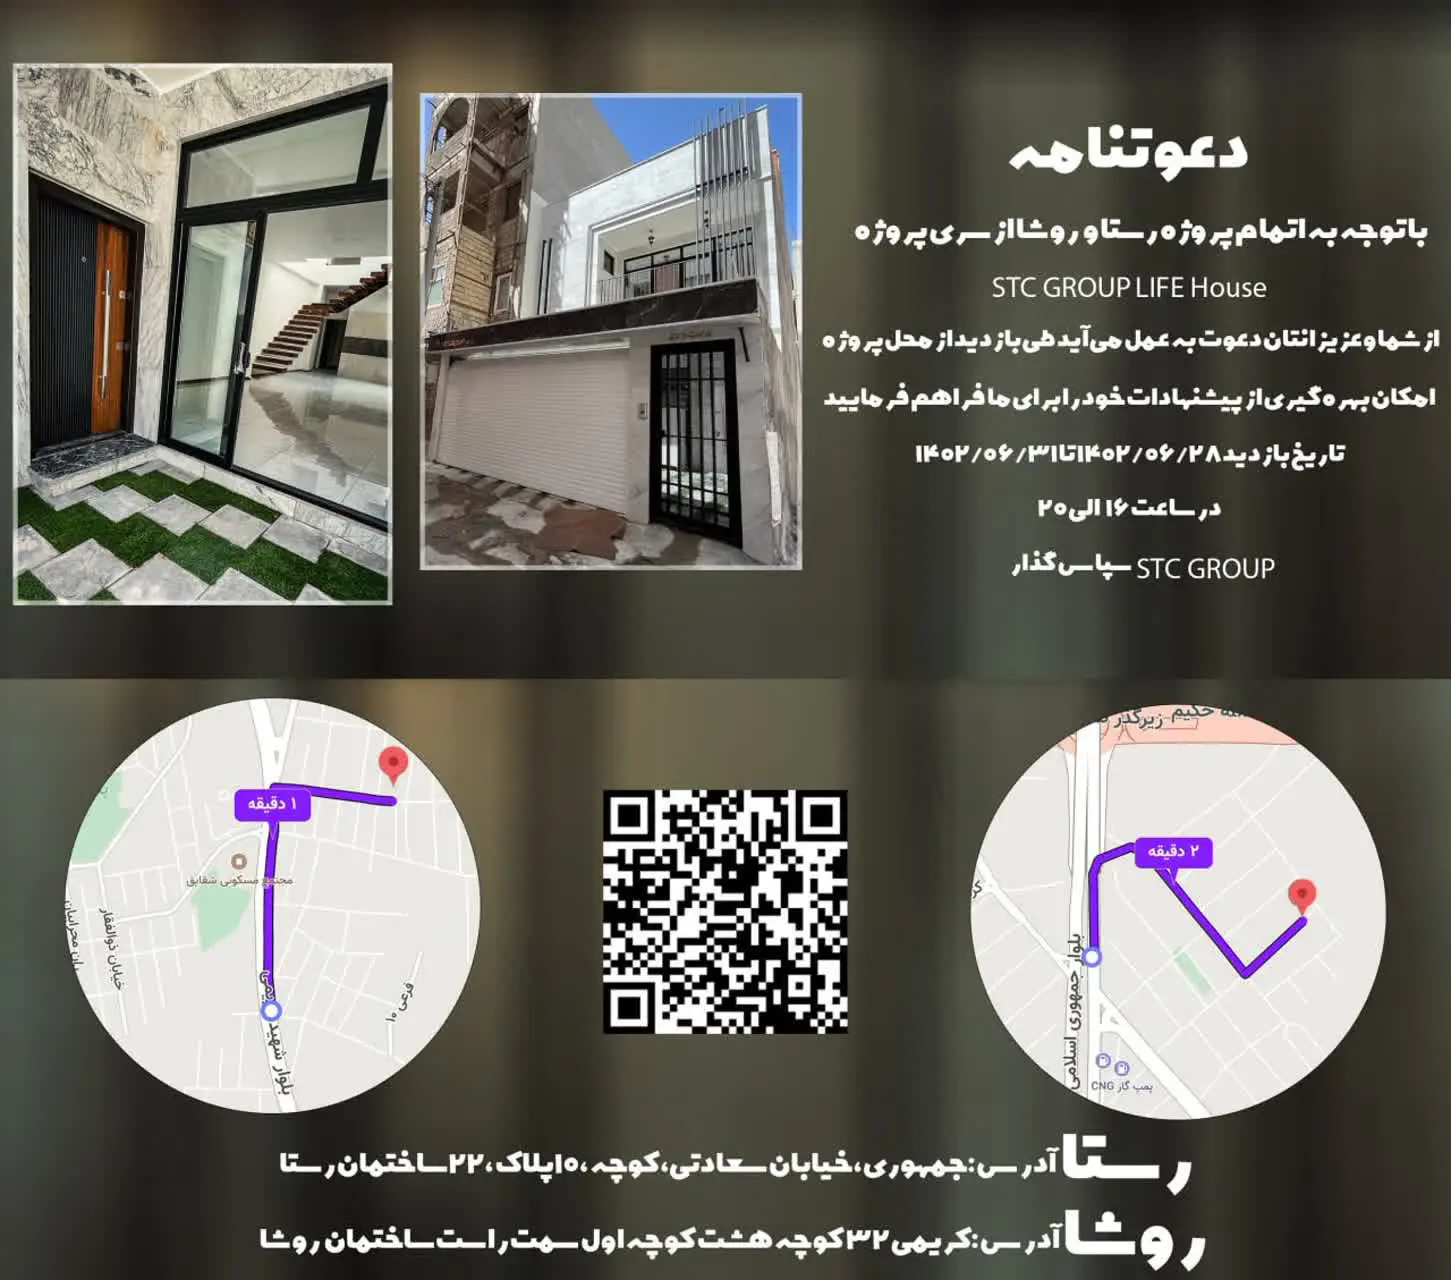 دعوتنامه
باتوجه به اتمام پروژه رستا و روشا از سری پروژه
STC GROUP LIFE House
از شما و عزیزانتان دعوت به عمل می‌آید طی بازدید از محل پروژه
امکان بهره‌گیری از پیشنهادات خود را برای ما فراهم فرمایید
تاریخ بازدید ۱۴۰۲/۰۶/۲۸ تا ۱۴۰۲/۰۶/۳۱
در ساعت ۱۶ الی ۲۰
STC GROUP سپاس گذار
زیرگذر
حکیم
۲ دقیقه
بلوار جمهوری اسلامی
پمپ گاز CNG
۱ دقیقه
مجتمع مسکونی شقایق
خیابان ذوالفقار
محرابیان
فرعی ۱۰
بلوار شهید
رستا آدرس: جمهوری، خیابان سعادتی، کوچه ۱۰، پلاک ۲۲، ساختمان رستا
روشا آدرس: کریمی ۳۲ کوچه هشت کوچه اول سمت راست ساختمان روشا